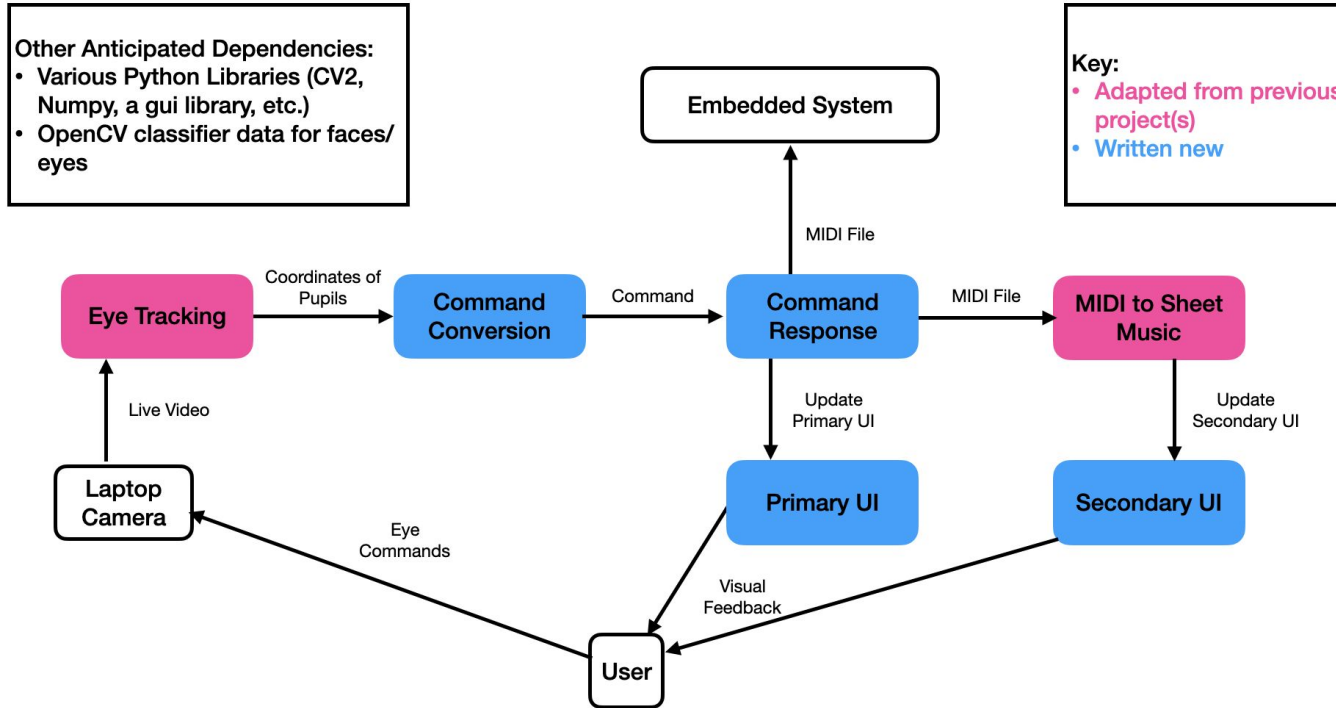 Other Anticipated Dependencies:
• Various Python Libraries (CV2,
Numpy, a gui library, etc.)
• OpenCV classifier data for faces/
eyes
Key:
• Adapted from previous
project(s)
• Written new
Embedded System
MIDI File
Eye Tracking
Coordinates of
Pupils
Command
Conversion
Command
Command
Response
MIDI File
MIDI to Sheet
Music
Live Video
Update
Primary UI
Update
Secondary UI
Laptop
Camera
Primary UI
Secondary UI
Eye
Commands
Visual
Feedback
User